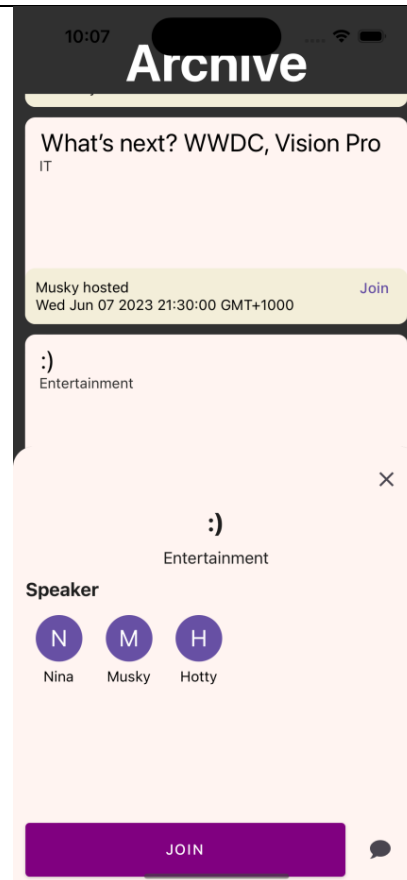 10:07
Archive
What's next? WWDC, Vision Pro
IT
Musky hosted
Join
Wed Jun 07 2023 21:30:00 GMT+1000
:)
Entertainment
:)
Entertainment
Speaker
N M H
Nina Musky Hotty
JOIN